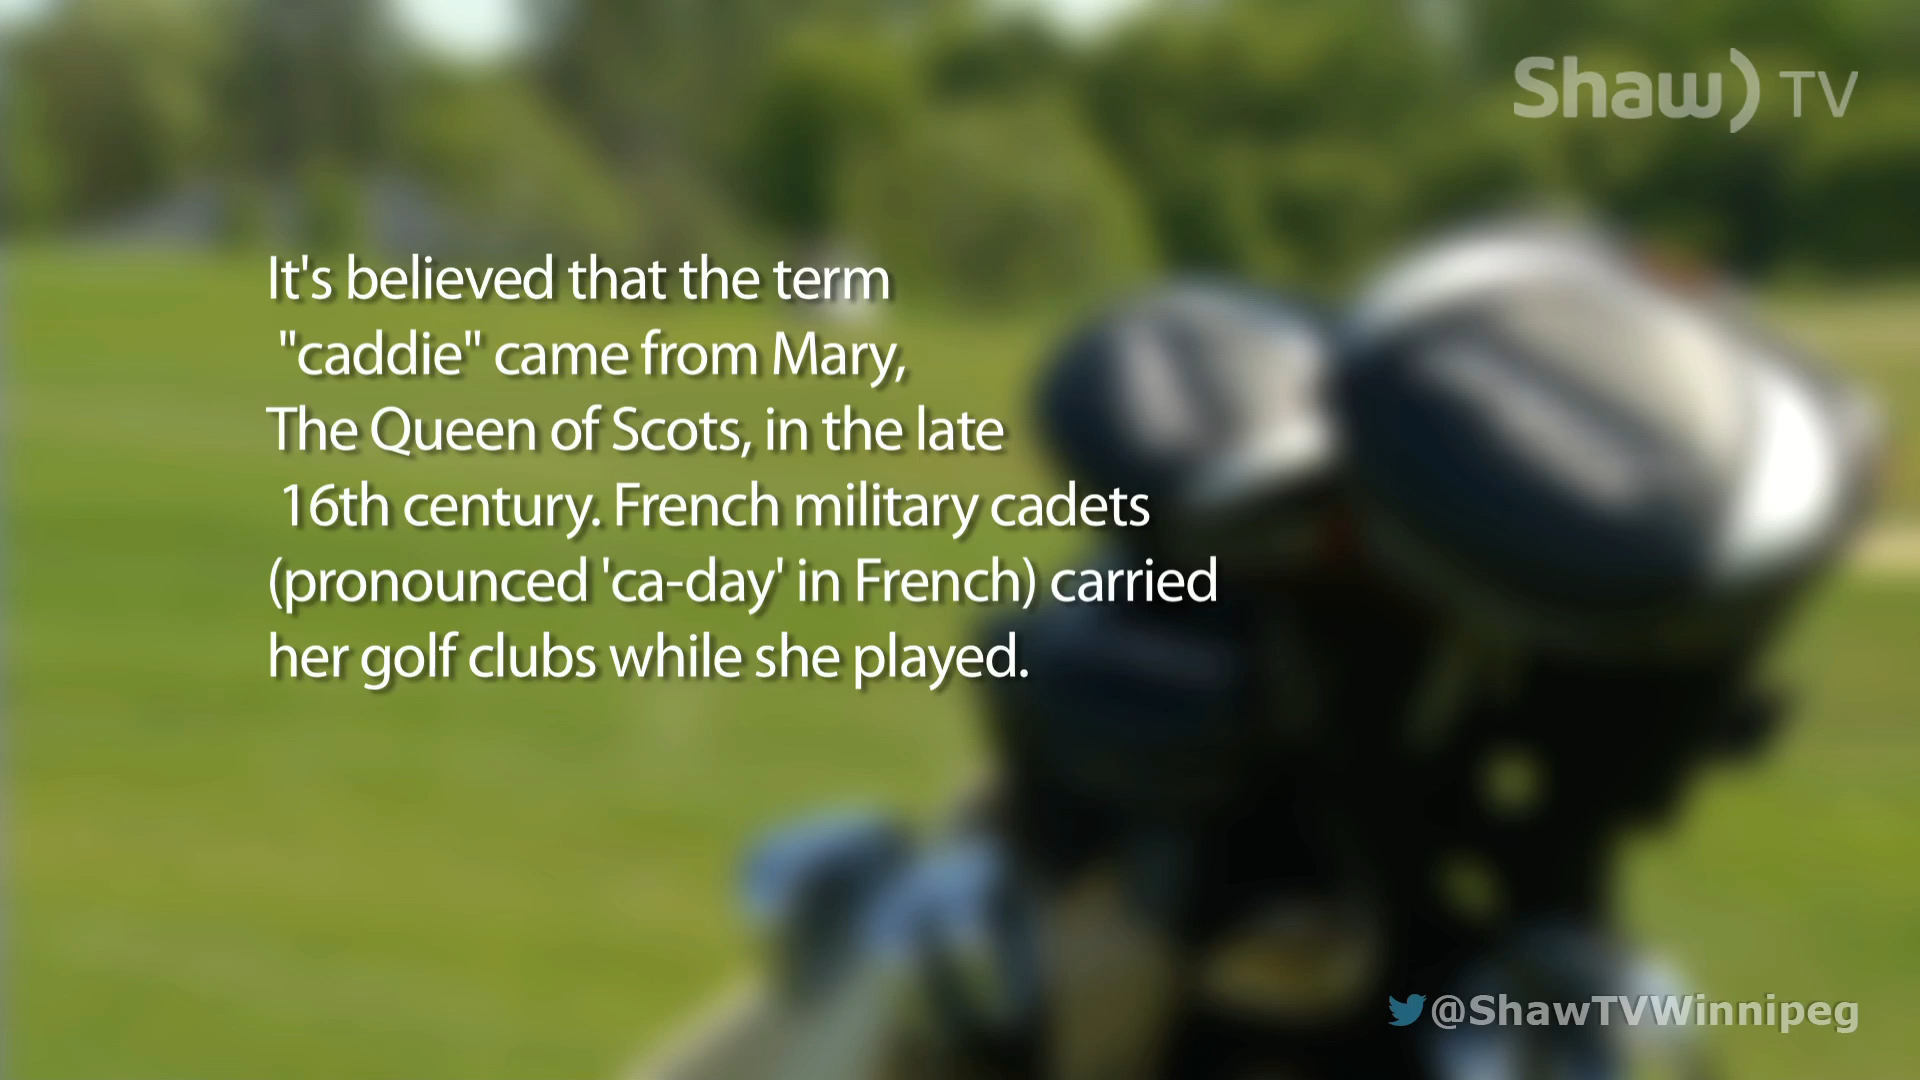 Shaw) TV
It's believed that the term
"caddie" came from Mary,
The Queen of Scots, in the late
16th century. French military cadets
(pronounced 'ca-day' in French) carried
her golf clubs while she played.
@ShawTVWinnipeg